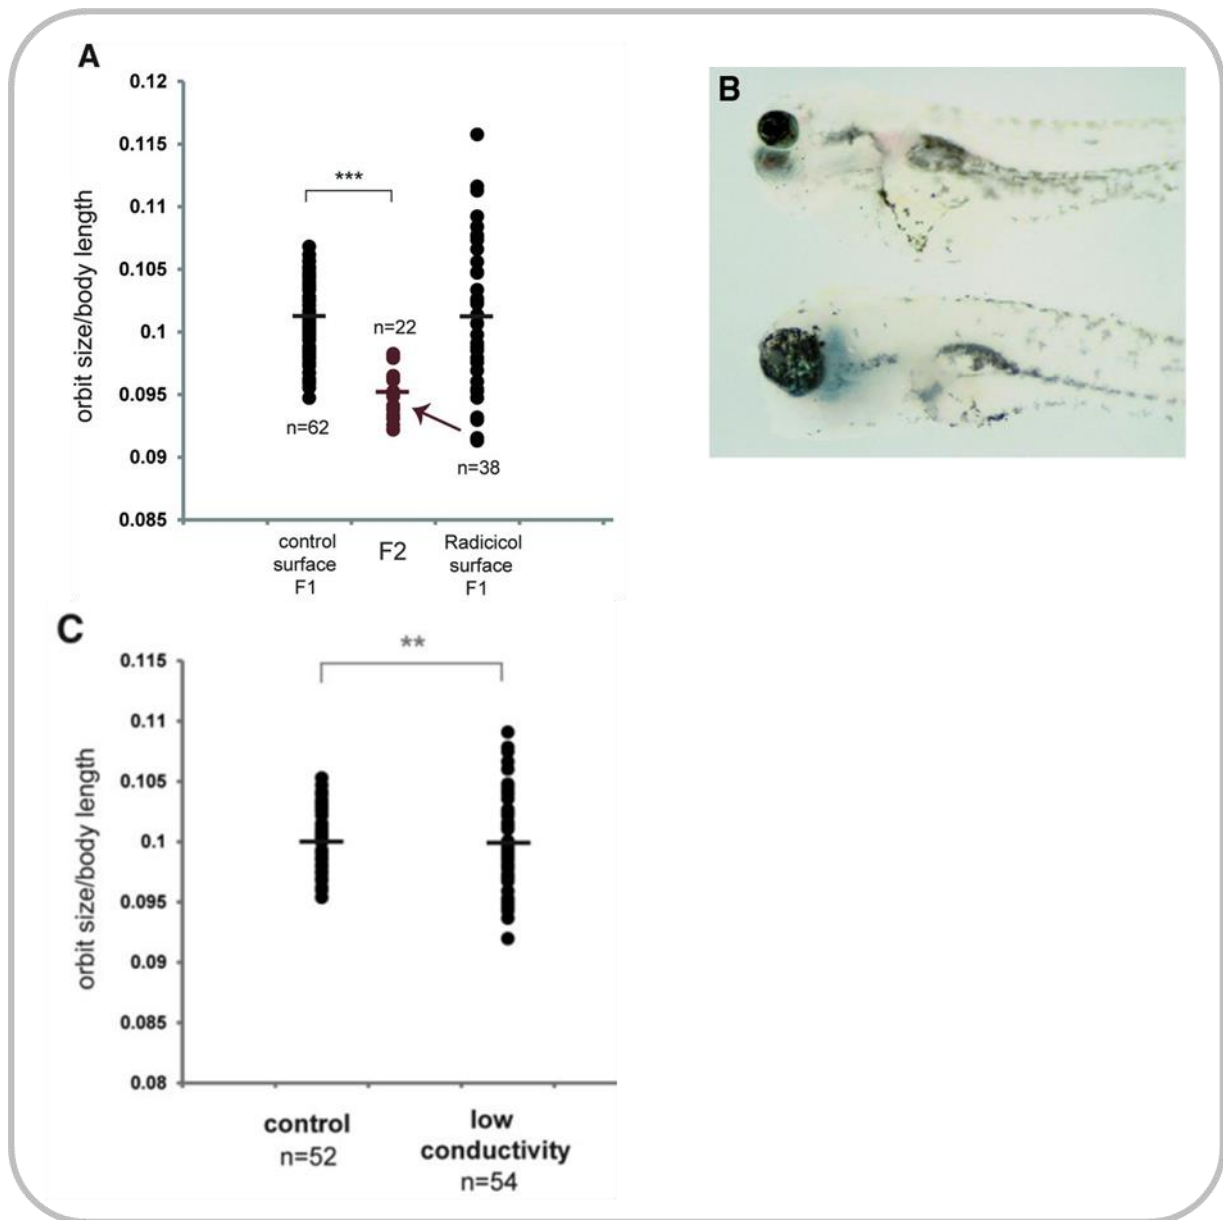 A
0.12
0.115
0.11
0.105
0.1
0.095
0.09
0.085
orbit size/body length
***
n=62
n=22
n=38
control
surface
F1
F2
Radicicol
surface
F1
B
C
0.115
0.11
0.105
0.1
0.095
0.09
0.085
0.08
orbit size/body length
**
control
n=52
low
conductivity
n=54